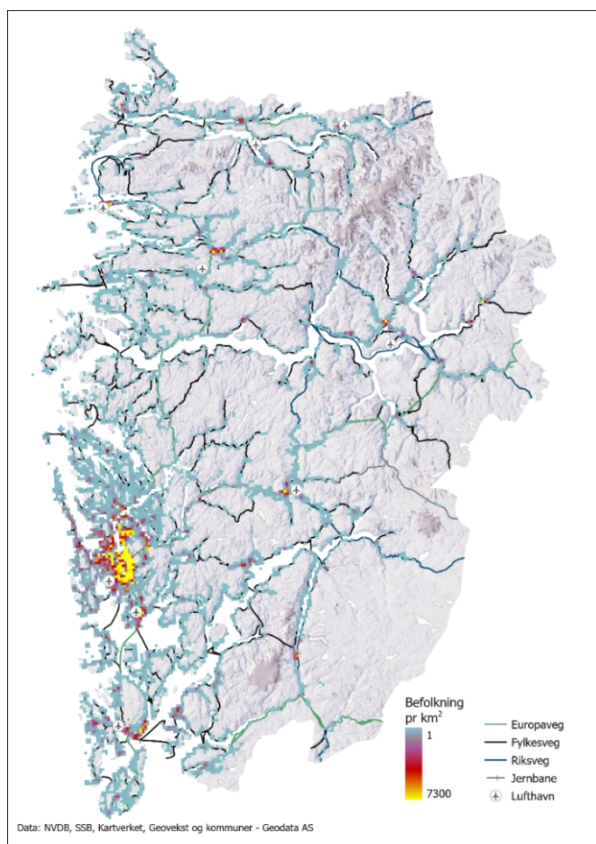 Befolkning
pr km²
1
7300
Europaveg
Fylkesveg
Riksveg
Jernbane
Lufthavn
Data: NVDB, SSB, Kartverket, Geovekst og kommuner - Geodata AS